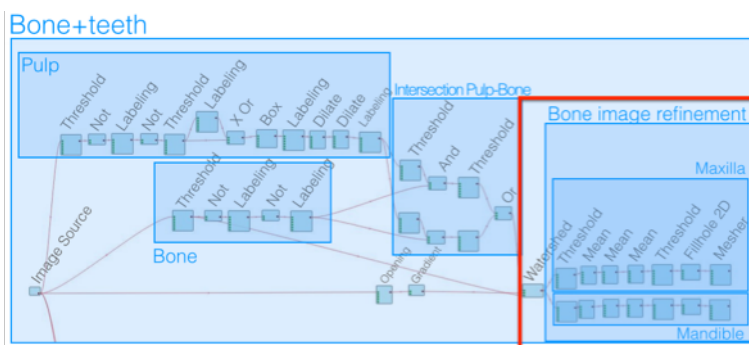 Bone+teeth
Pulp
Threshold
Not
Labeling
Not
Threshold
Labeling
X Or
Box
Labeling
Dilate
Dilate
Labeling
Intersection Pulp-Bone
Threshold
And
Threshold
Or
Bone image refinement
Maxilla
Threshold
Not
Labeling
Not
Labeling
Bone
Image Source
Opening
Gradient
Watershed
Threshold
Mean
Mean
Mean
Threshold
Fillhole 2D
Mesher
Mandible